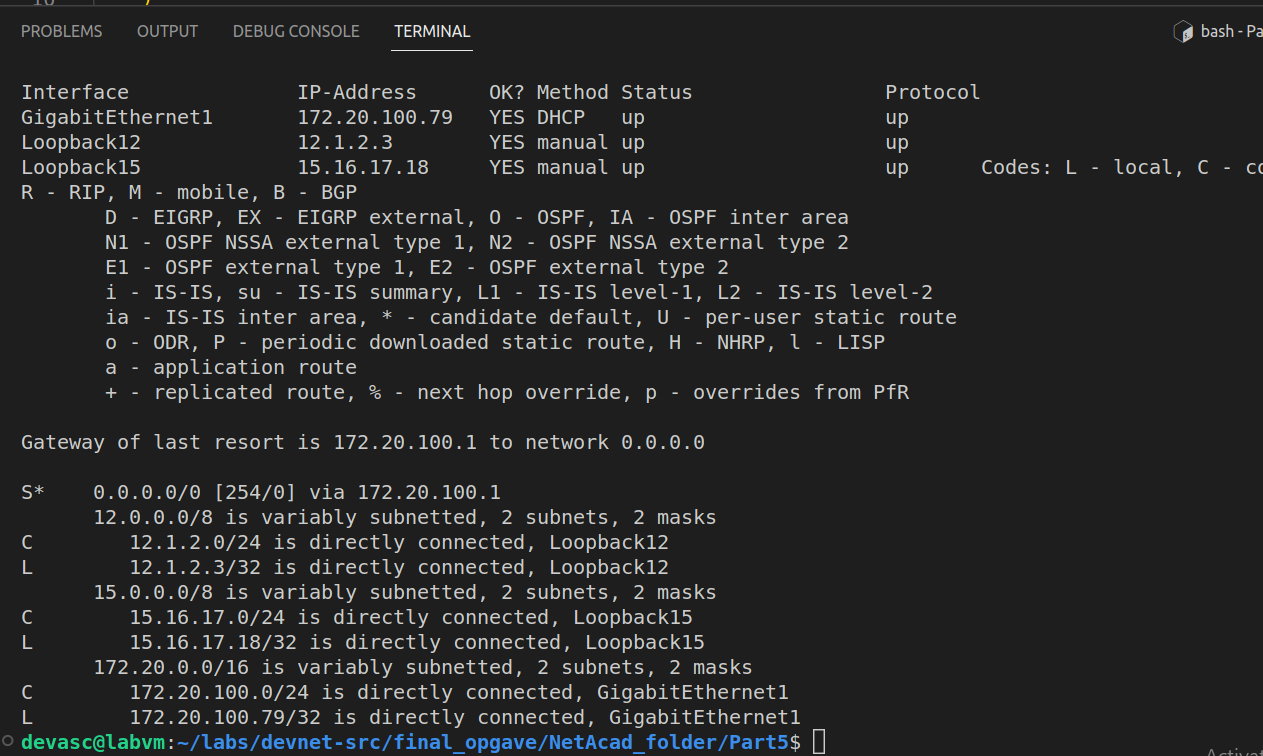 PROBLEMS OUTPUT DEBUG CONSOLE TERMINAL bash - Pa
Interface IP-Address OK? Method Status Protocol
GigabitEthernet1 172.20.100.79 YES DHCP up up
Loopback12 12.1.2.3 YES manual up up
Loopback15 15.16.17.18 YES manual up up Codes: L - local, C - co
R - RIP, M - mobile, B - BGP
D - EIGRP, EX - EIGRP external, O - OSPF, IA - OSPF inter area
N1 - OSPF NSSA external type 1, N2 - OSPF NSSA external type 2
E1 - OSPF external type 1, E2 - OSPF external type 2
i - IS-IS, su - IS-IS summary, L1 - IS-IS level-1, L2 - IS-IS level-2
ia - IS-IS inter area, * - candidate default, U - per-user static route
o - ODR, P - periodic downloaded static route, H - NHRP, l - LISP
a - application route
+ - replicated route, % - next hop override, p - overrides from PfR
Gateway of last resort is 172.20.100.1 to network 0.0.0.0
S* 0.0.0.0/0 [254/0] via 172.20.100.1
12.0.0.0/8 is variably subnetted, 2 subnets, 2 masks
C 12.1.2.0/24 is directly connected, Loopback12
L 12.1.2.3/32 is directly connected, Loopback12
15.0.0.0/8 is variably subnetted, 2 subnets, 2 masks
C 15.16.17.0/24 is directly connected, Loopback15
L 15.16.17.18/32 is directly connected, Loopback15
172.20.0.0/16 is variably subnetted, 2 subnets, 2 masks
C 172.20.100.0/24 is directly connected, GigabitEthernet1
L 172.20.100.79/32 is directly connected, GigabitEthernet1
devasc@labvm:~/labs/devnet-src/final_opgave/NetAcad_folder/Part5$